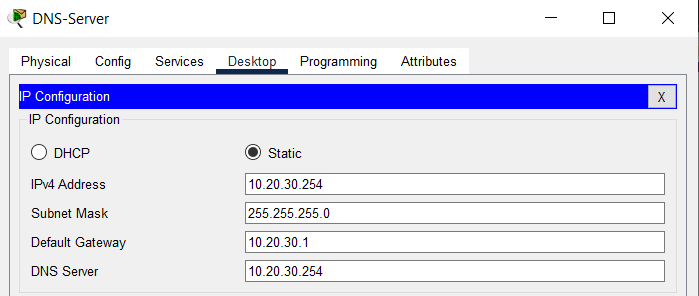 DNS-Server
Physical Config Services Desktop Programming Attributes
IP Configuration X
IP Configuration
DHCP Static
IPv4 Address 10.20.30.254
Subnet Mask 255.255.255.0
Default Gateway 10.20.30.1
DNS Server 10.20.30.254